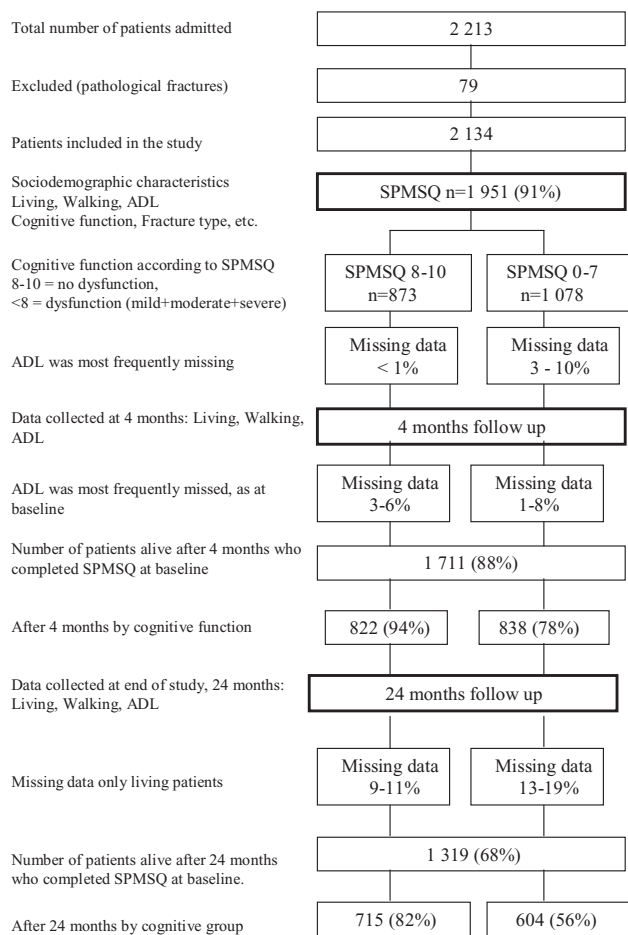 Total number of patients admitted
2 213
Excluded (pathological fractures)
79
Patients included in the study
2 134
Sociodemographic characteristics
Living, Walking, ADL
Cognitive function, Fracture type, etc.
SPMSQ n=1 951 (91%)
Cognitive function according to SPMSQ
8-10 = no dysfunction,
<8 = dysfunction (mild+moderate+severe)
SPMSQ 8-10
n=873
SPMSQ 0-7
n=1 078
ADL was most frequently missing
Missing data
< 1%
Missing data
3 - 10%
Data collected at 4 months: Living, Walking,
ADL
4 months follow up
ADL was most frequently missed, as at
baseline
Missing data
3-6%
Missing data
1-8%
Number of patients alive after 4 months who
completed SPMSQ at baseline
1 711 (88%)
After 4 months by cognitive function
822 (94%)
838 (78%)
Data collected at end of study, 24 months:
Living, Walking, ADL
24 months follow up
Missing data only living patients
Missing data
9-11%
Missing data
13-19%
Number of patients alive after 24 months
who completed SPMSQ at baseline.
1 319 (68%)
After 24 months by cognitive group
715 (82%)
604 (56%)